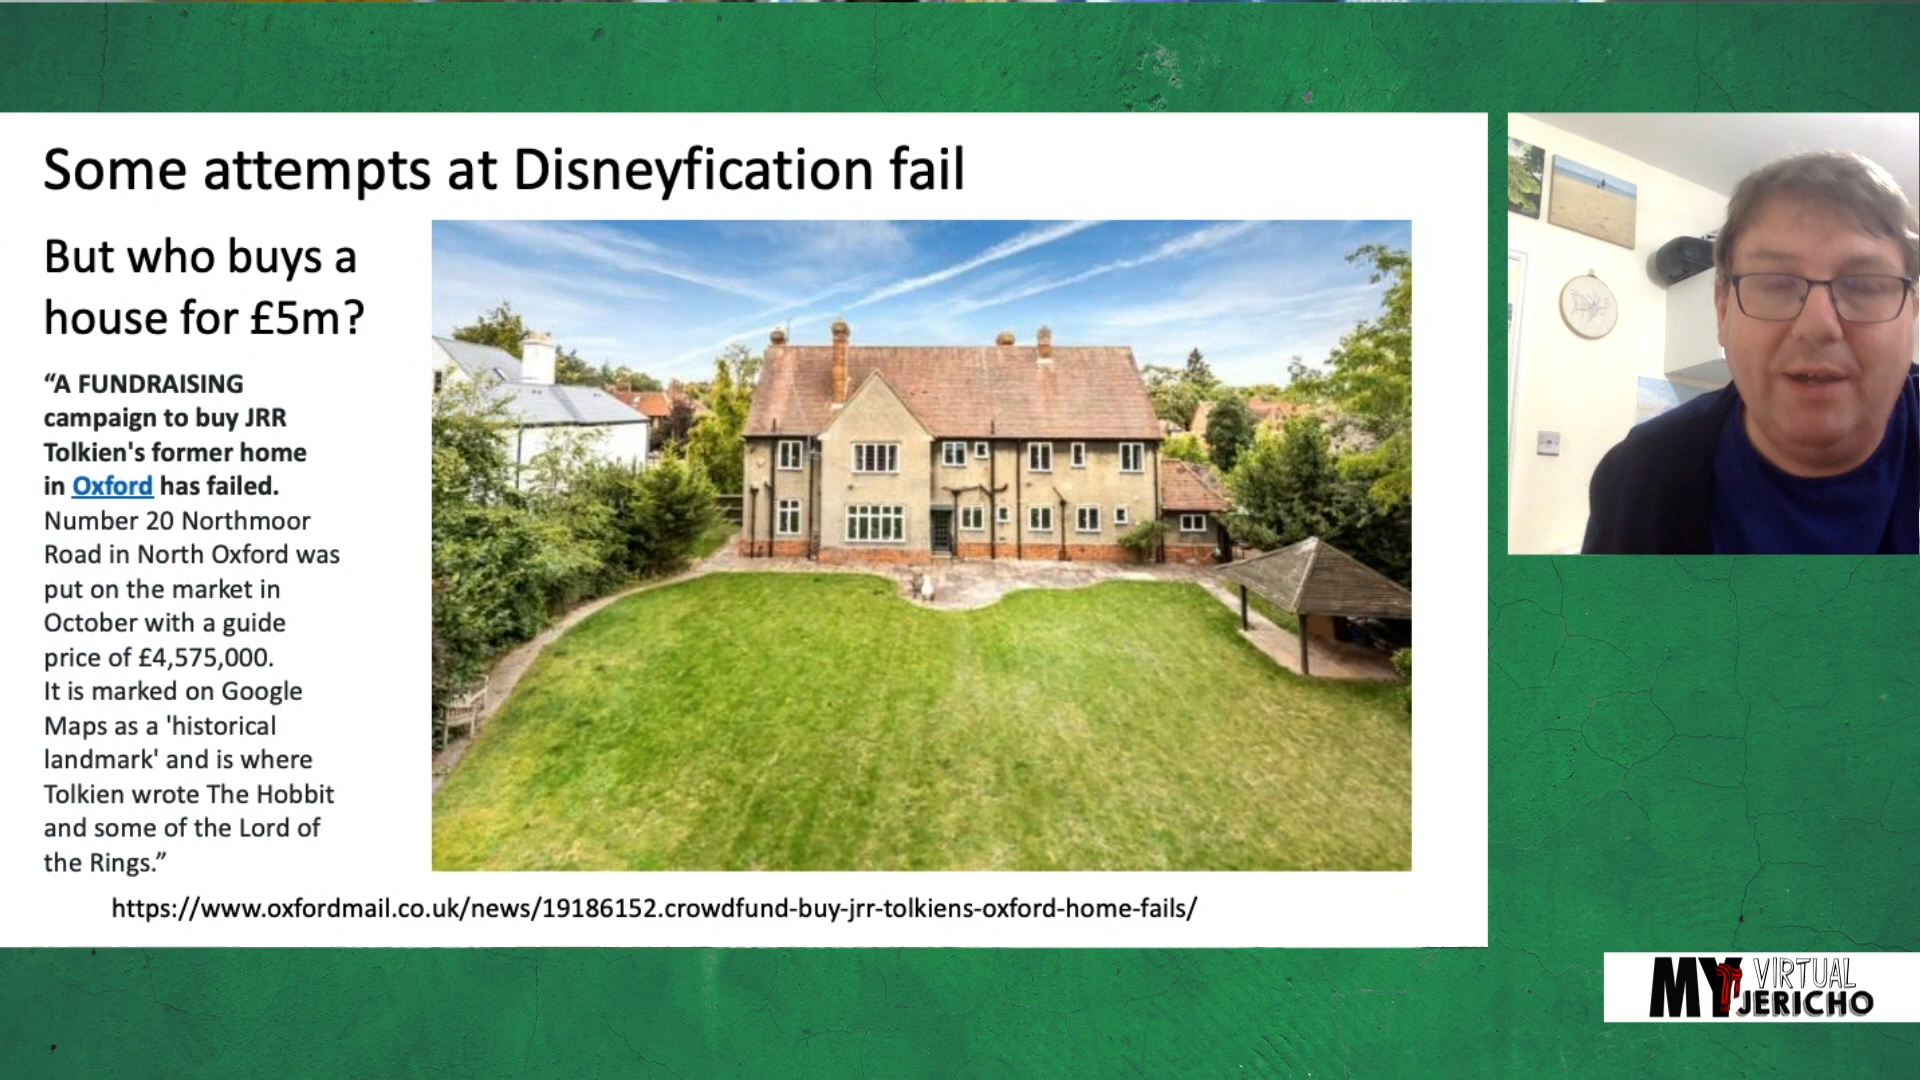 Some attempts at Disneyfication fail
But who buys a
house for £5m?
“A FUNDRAISING
campaign to buy JRR
Tolkien's former home
in Oxford has failed.
Number 20 Northmoor
Road in North Oxford was
put on the market in
October with a guide
price of £4,575,000.
It is marked on Google
Maps as a 'historical
landmark' and is where
Tolkien wrote The Hobbit
and some of the Lord of
the Rings.”
https://www.oxfordmail.co.uk/news/19186152.crowdfund-buy-jrr-tolkiens-oxford-home-fails/
MY VIRTUAL
JERICHO